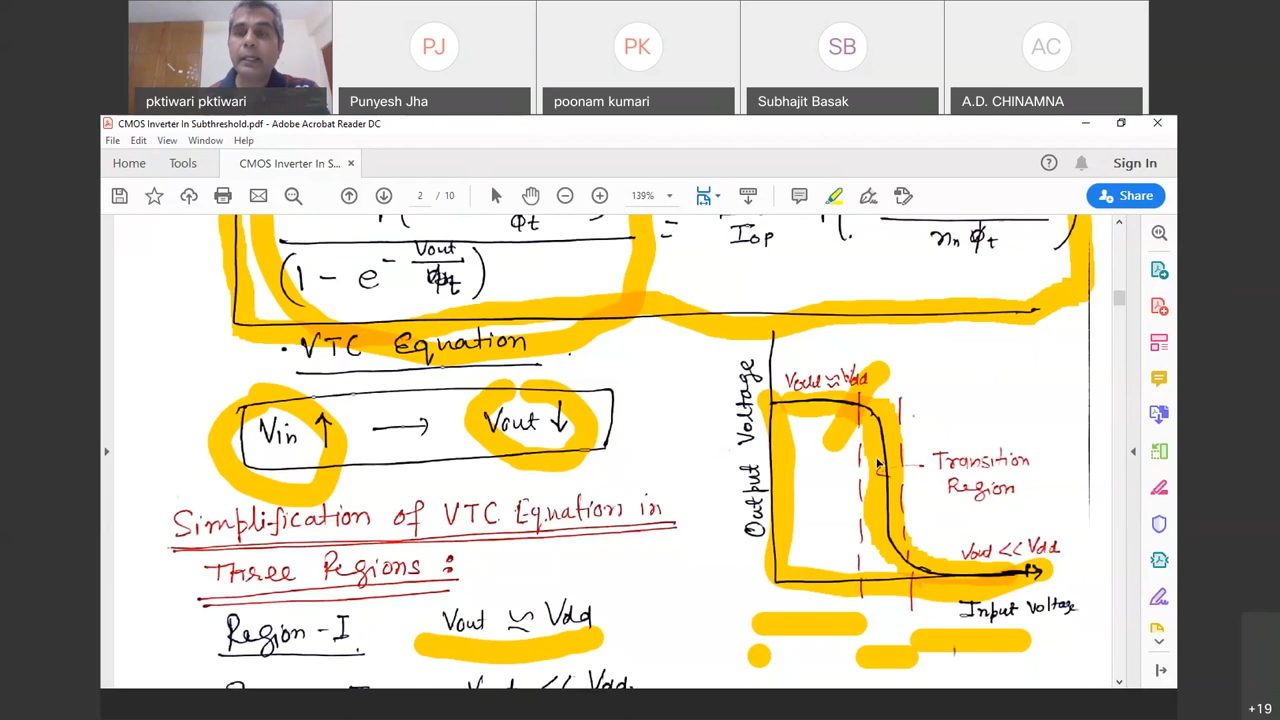 PJ
PK
SB
AC
pktiwari pktiwari
Punyesh Jha
poonam kumari
Subhajit Basak
A.D. CHINAMNA
CMOS Inverter In Subthreshold.pdf - Adobe Acrobat Reader DC
File Edit View Window Help
Home Tools CMOS Inverter In S... × Sign In
2 / 10 139% Share
ϕt = Iop nn ϕt
(1 - e^{-Vout/ϕt})
. VTC Equation
Vin ↑ → Vout ↓
Simplification of VTC Equation in
Three Regions :
Region - I. Vout ≃ Vdd
Vout << Vdd
Output Voltage
Vout ≃ Vdd
Transition
Region
Vout << Vdd
Input Voltage
+19